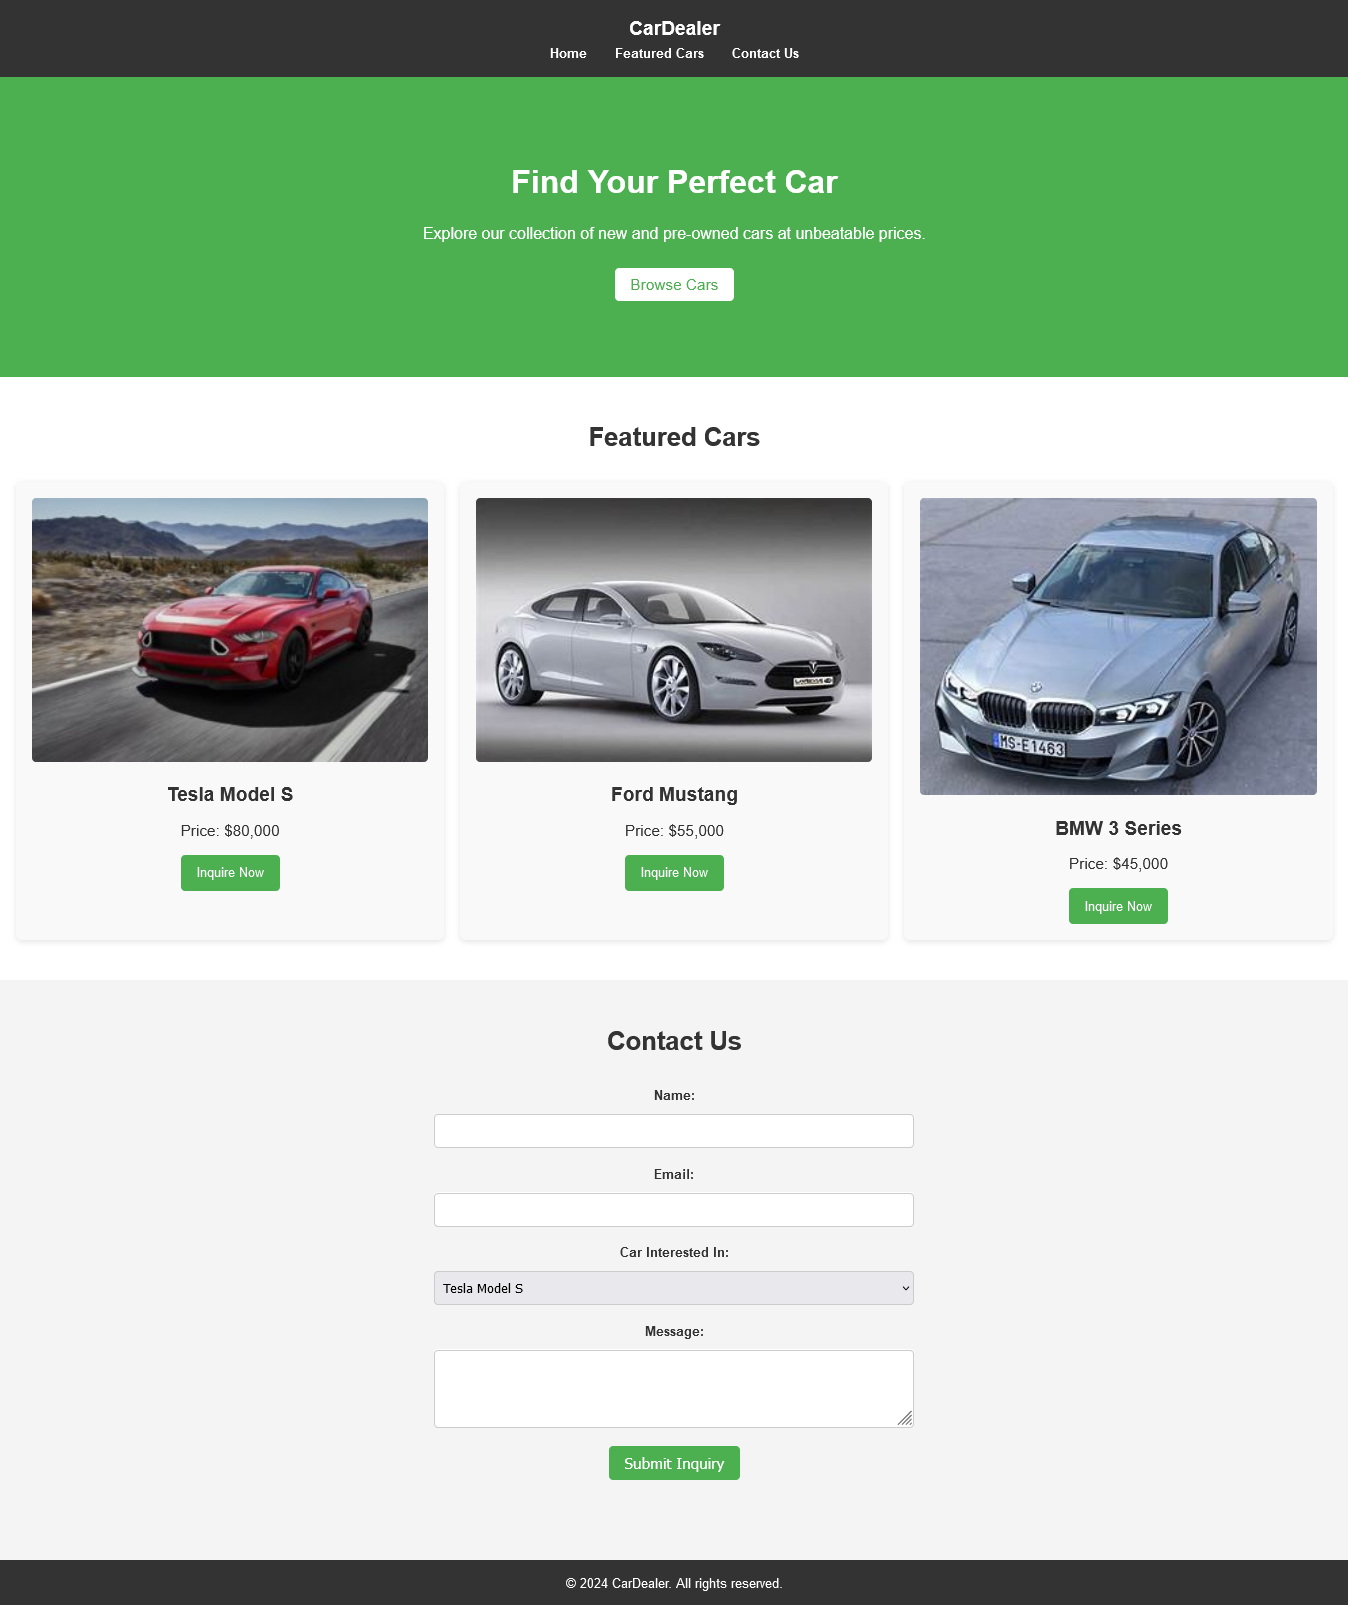 CarDealer
Home Featured Cars Contact Us
Find Your Perfect Car
Explore our collection of new and pre-owned cars at unbeatable prices.
Browse Cars
Featured Cars
Tesla Model S
Price: $80,000
Inquire Now
Ford Mustang
Price: $55,000
Inquire Now
MS-E1463
BMW 3 Series
Price: $45,000
Inquire Now
Contact Us
Name:
Email:
Car Interested In:
Tesla Model S
Message:
Submit Inquiry
© 2024 CarDealer. All rights reserved.